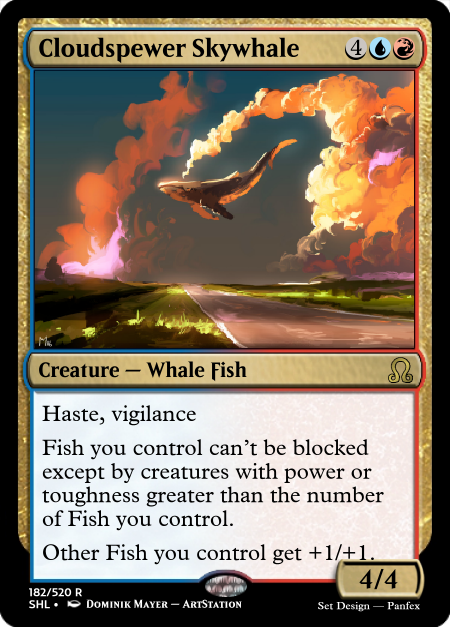 Cloudspewer Skywhale 4
Creature — Whale Fish
Haste, vigilance
Fish you control can't be blocked
except by creatures with power or
toughness greater than the number
of Fish you control.
Other Fish you control get +1/+1.
4/4
182/520 R
SHL • Dominik Mayer — ArtStation
Set Design — Panfex